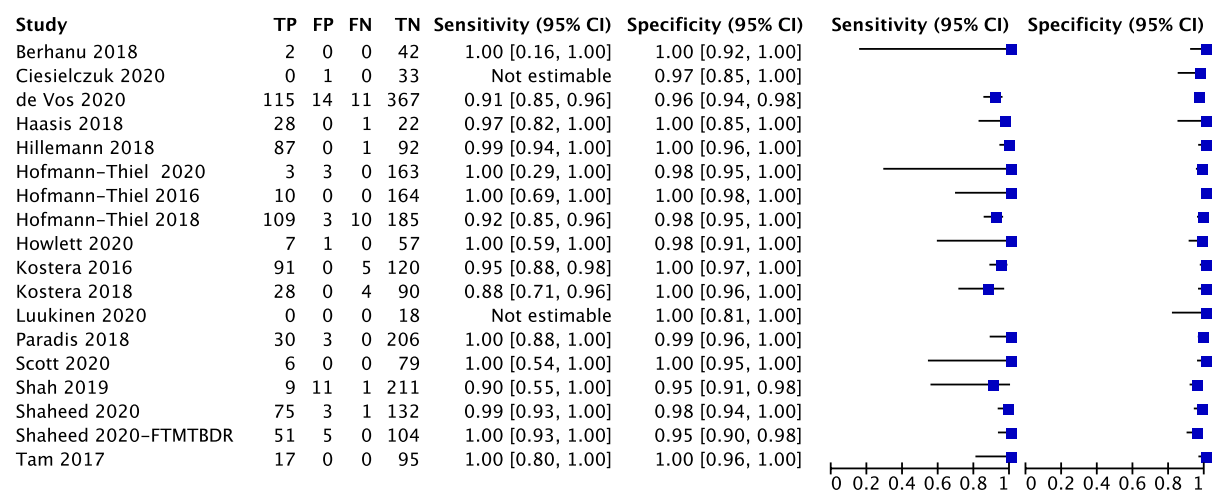 Study TP FP FN TN Sensitivity (95% CI) Specificity (95% CI) Sensitivity (95% CI) Specificity (95% CI)
Berhanu 2018 2 0 0 42 1.00 [0.16, 1.00] 1.00 [0.92, 1.00]
Ciesielczuk 2020 0 1 0 33 Not estimable 0.97 [0.85, 1.00]
de Vos 2020 115 14 11 367 0.91 [0.85, 0.96] 0.96 [0.94, 0.98]
Haasis 2018 28 0 1 22 0.97 [0.82, 1.00] 1.00 [0.85, 1.00]
Hillemann 2018 87 0 1 92 0.99 [0.94, 1.00] 1.00 [0.96, 1.00]
Hofmann-Thiel 2020 3 3 0 163 1.00 [0.29, 1.00] 0.98 [0.95, 1.00]
Hofmann-Thiel 2016 10 0 0 164 1.00 [0.69, 1.00] 1.00 [0.98, 1.00]
Hofmann-Thiel 2018 109 3 10 185 0.92 [0.85, 0.96] 0.98 [0.95, 1.00]
Howlett 2020 7 1 0 57 1.00 [0.59, 1.00] 0.98 [0.91, 1.00]
Kostera 2016 91 0 5 120 0.95 [0.88, 0.98] 1.00 [0.97, 1.00]
Kostera 2018 28 0 4 90 0.88 [0.71, 0.96] 1.00 [0.96, 1.00]
Luukinen 2020 0 0 0 18 Not estimable 1.00 [0.81, 1.00]
Paradis 2018 30 3 0 206 1.00 [0.88, 1.00] 0.99 [0.96, 1.00]
Scott 2020 6 0 0 79 1.00 [0.54, 1.00] 1.00 [0.95, 1.00]
Shah 2019 9 11 1 211 0.90 [0.55, 1.00] 0.95 [0.91, 0.98]
Shaheed 2020 75 3 1 132 0.99 [0.93, 1.00] 0.98 [0.94, 1.00]
Shaheed 2020-FTMTBDR 51 5 0 104 1.00 [0.93, 1.00] 0.95 [0.90, 0.98]
Tam 2017 17 0 0 95 1.00 [0.80, 1.00] 1.00 [0.96, 1.00]
0 0.2 0.4 0.6 0.8 1 0 0.2 0.4 0.6 0.8 1